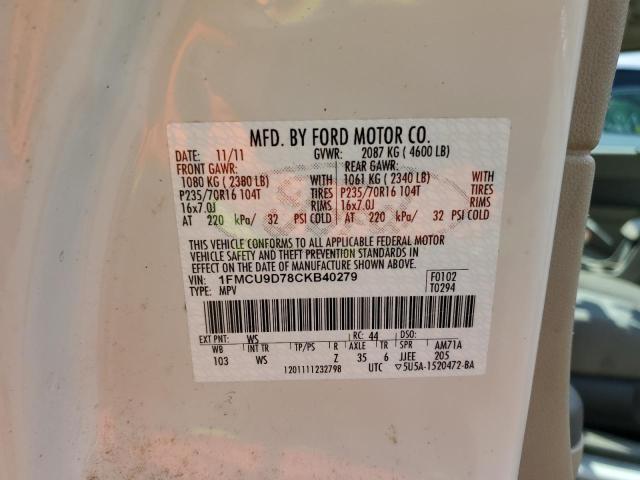 MFD. BY FORD MOTOR CO.
DATE: 11/11 GVWR: 2087 KG ( 4600 LB)
FRONT GAWR: REAR GAWR:
1080 KG ( 2380 LB) WITH 1061 KG ( 2340 LB) WITH
P235/70R16 104T TIRES P235/70R16 104T TIRES
16x7.0J RIMS 16x7.0J RIMS
AT 220 kPa/ 32 PSI COLD AT 220 kPa/ 32 PSI COLD
THIS VEHICLE CONFORMS TO ALL APPLICABLE FEDERAL MOTOR
VEHICLE SAFETY AND THEFT PREVENTION STANDARDS IN
EFFECT ON THE DATE OF MANUFACTURE SHOWN ABOVE.
VIN: 1FMCU9D78CKB40279 F0102
TYPE: MPV T0294
EXT PNT: WS RC: 44 DSO:
WB INT TR TP/PS R AXLE TR SPR AM71A
103 WS Z 35 6 JJEE 205
1201111232798 UTC ▽5U5A-1520472-BA